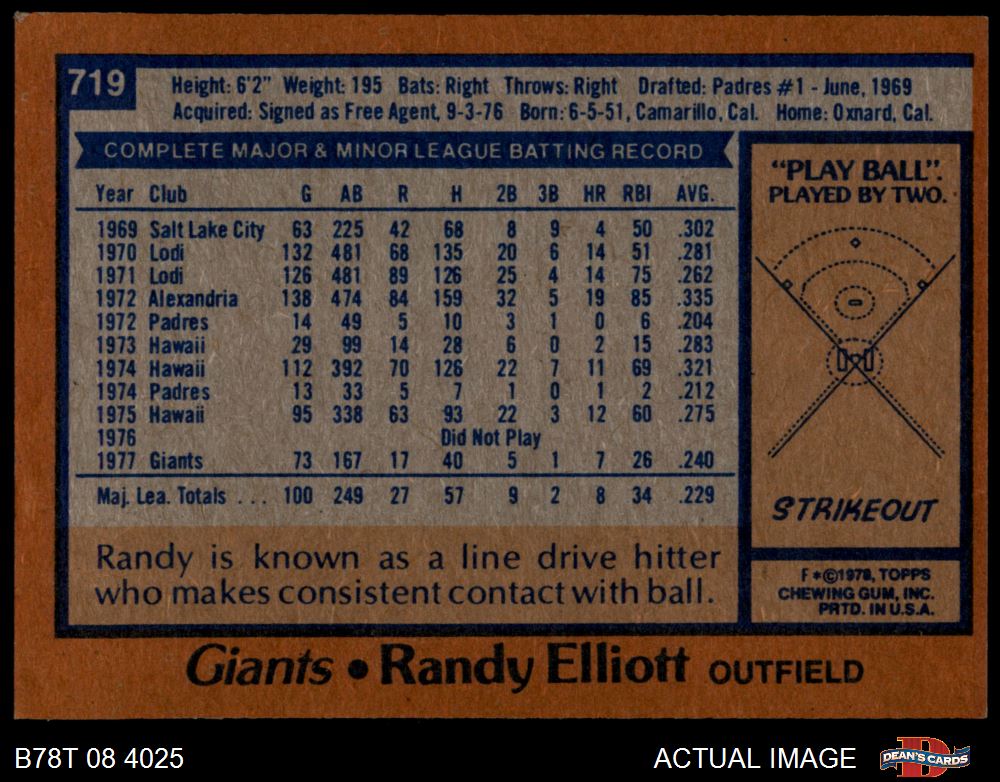 719
Height: 6'2" Weight: 195 Bats: Right Throws: Right Drafted: Padres #1 - June, 1969
Acquired: Signed as Free Agent, 9-3-76 Born: 6-5-51, Camarillo, Cal. Home: Oxnard, Cal.
COMPLETE MAJOR & MINOR LEAGUE BATTING RECORD
Year Club G AB R H 2B 3B HR RBI AVG.
1969 Salt Lake City 63 225 42 68 8 9 4 50 .302
1970 Lodi 132 481 68 135 20 6 14 51 .281
1971 Lodi 126 481 89 126 25 4 14 75 .262
1972 Alexandria 138 474 84 159 32 5 19 85 .335
1972 Padres 14 49 5 10 3 1 0 6 .204
1973 Hawaii 29 99 14 28 6 0 2 15 .283
1974 Hawaii 112 392 70 126 22 7 11 69 .321
1974 Padres 13 33 5 7 1 0 1 2 .212
1975 Hawaii 95 338 63 93 22 3 12 60 .275
1976 Did Not Play
1977 Giants 73 167 17 40 5 1 7 26 .240
Maj. Lea. Totals ... 100 249 27 57 9 2 8 34 .229
Randy is known as a line drive hitter
who makes consistent contact with ball.
"PLAY BALL".
PLAYED BY TWO.
STRIKEOUT
F*©1978, TOPPS
CHEWING GUM, INC.
PRTD. IN U.S.A.
Giants • Randy Elliott OUTFIELD
B78T 08 4025
ACTUAL IMAGE
D
DEAN'S CARDS